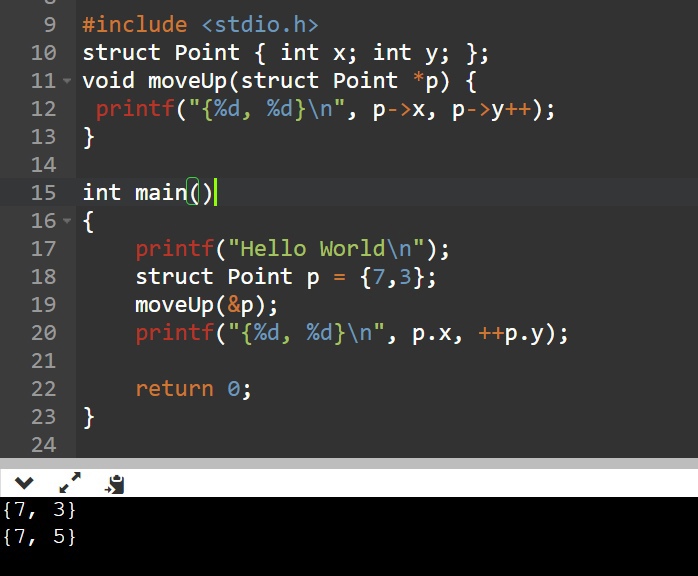 9 #include <stdio.h>
10 struct Point { int x; int y; };
11 void moveUp(struct Point *p) {
12  printf("{%d, %d}\n", p->x, p->y++);
13 }
14
15 int main()
16 {
17     printf("Hello World\n");
18     struct Point p = {7,3};
19     moveUp(&p);
20     printf("{%d, %d}\n", p.x, ++p.y);
21
22     return 0;
23 }
24
{7, 3}
{7, 5}